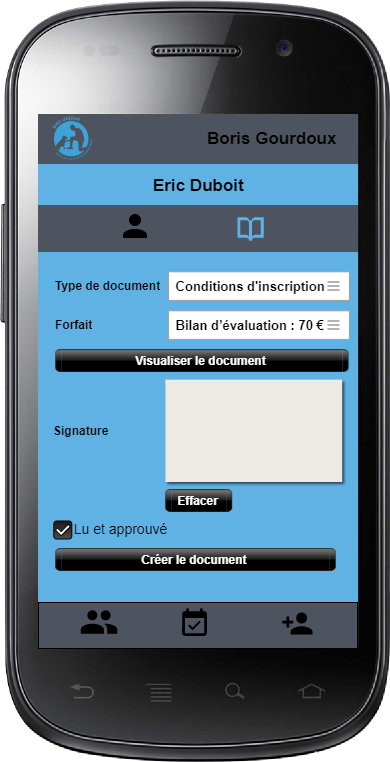 Boris Gourdoux
Eric Duboit
Type de document
Conditions d'inscription
Forfait
Bilan d'évaluation : 70 €
Visualiser le document
Signature
Effacer
Lu et approuvé
Créer le document